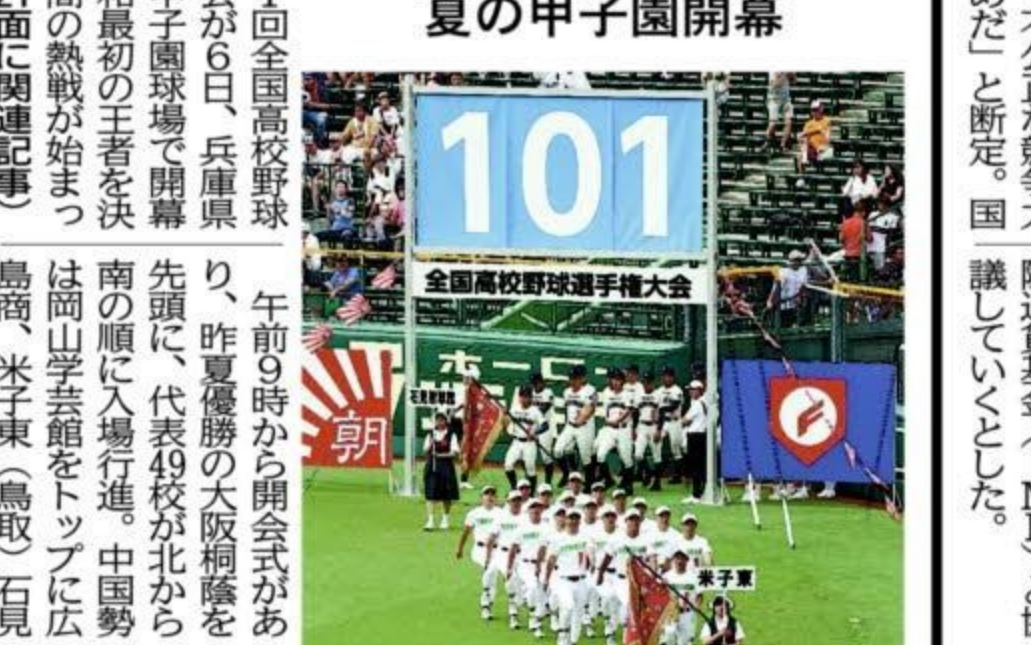 夏の甲子園開幕
回全国高校野球
が6日、兵庫県
子園球場で開幕
最初の王者を決
の熱戦が始まっ
面に関連記事）
午前9時から開会式があ
り、昨夏優勝の大阪桐蔭を
先頭に、代表49校が北から
南の順に入場行進。中国勢
は岡山学芸館をトップに広
島商、米子東（鳥取）石見
101
全国高校野球選手権大会
朝
米子東
だ」と断定。国
議していくとした。